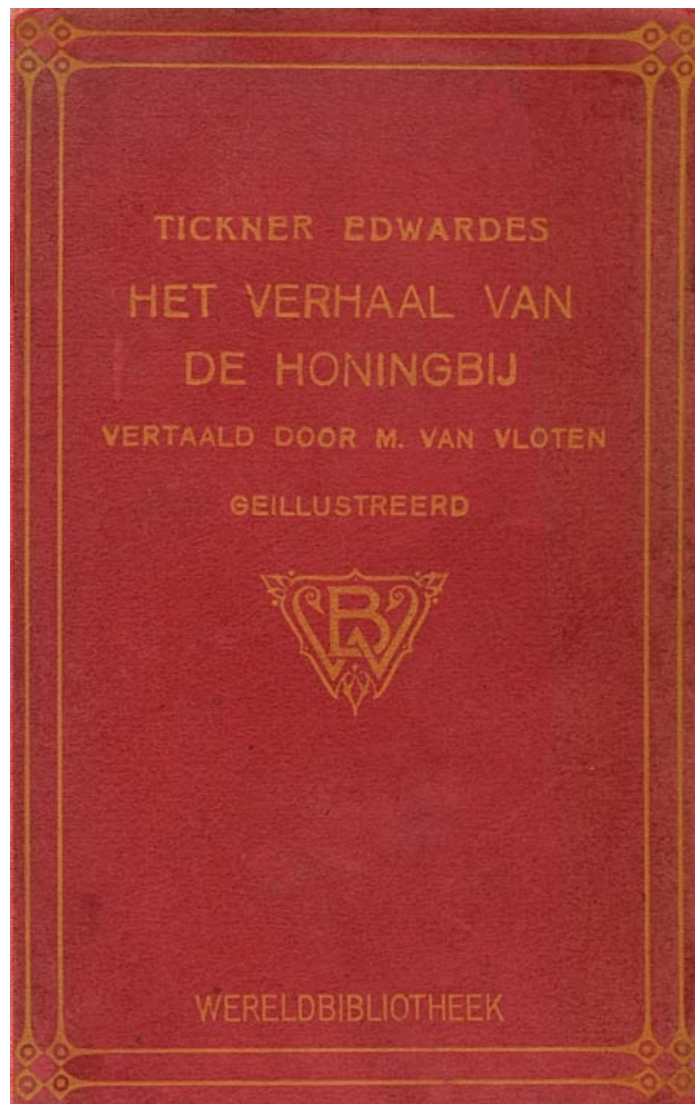 TICKNER EDWARDES
HET VERHAAL VAN
DE HONINGBIJ
VERTAALD DOOR M. VAN VLOTEN
GEILLUSTREERD
WB
WERELDBIBLIOTHEEK